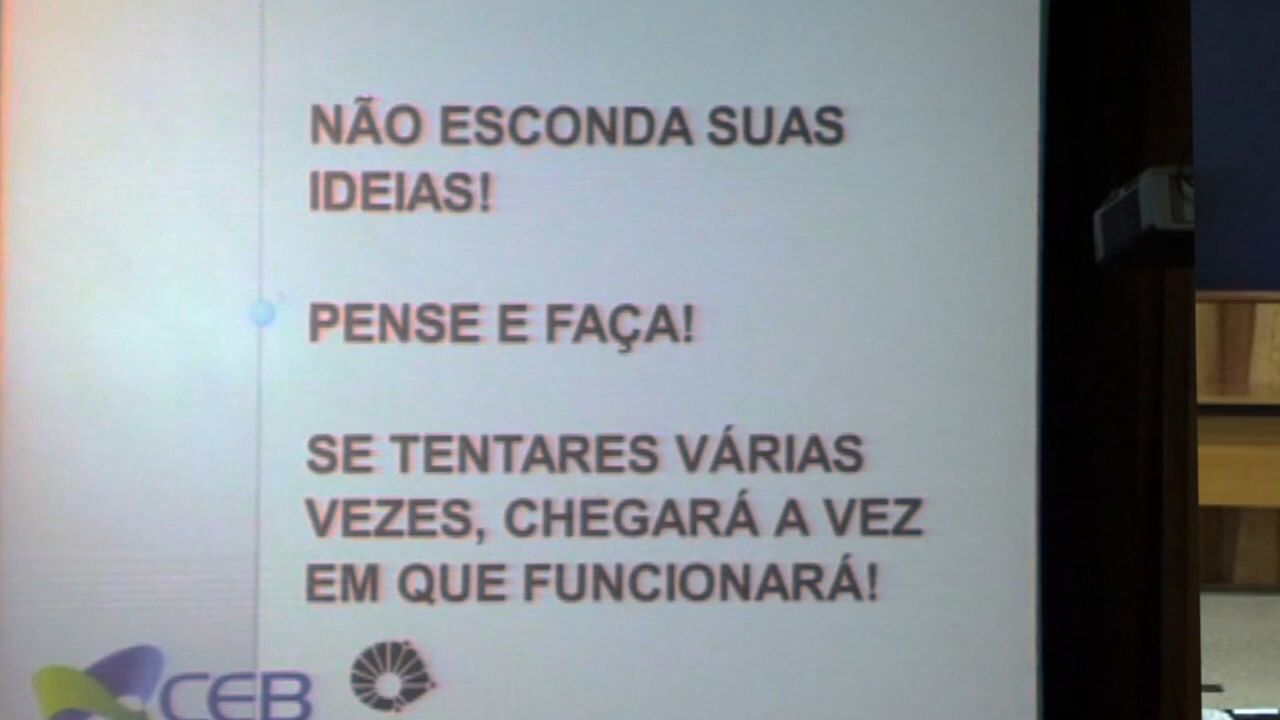 NÃO ESCONDA SUAS
IDEIAS!
PENSE E FAÇA!
SE TENTARES VÁRIAS
VEZES, CHEGARÁ A VEZ
EM QUE FUNCIONARÁ!
CEB